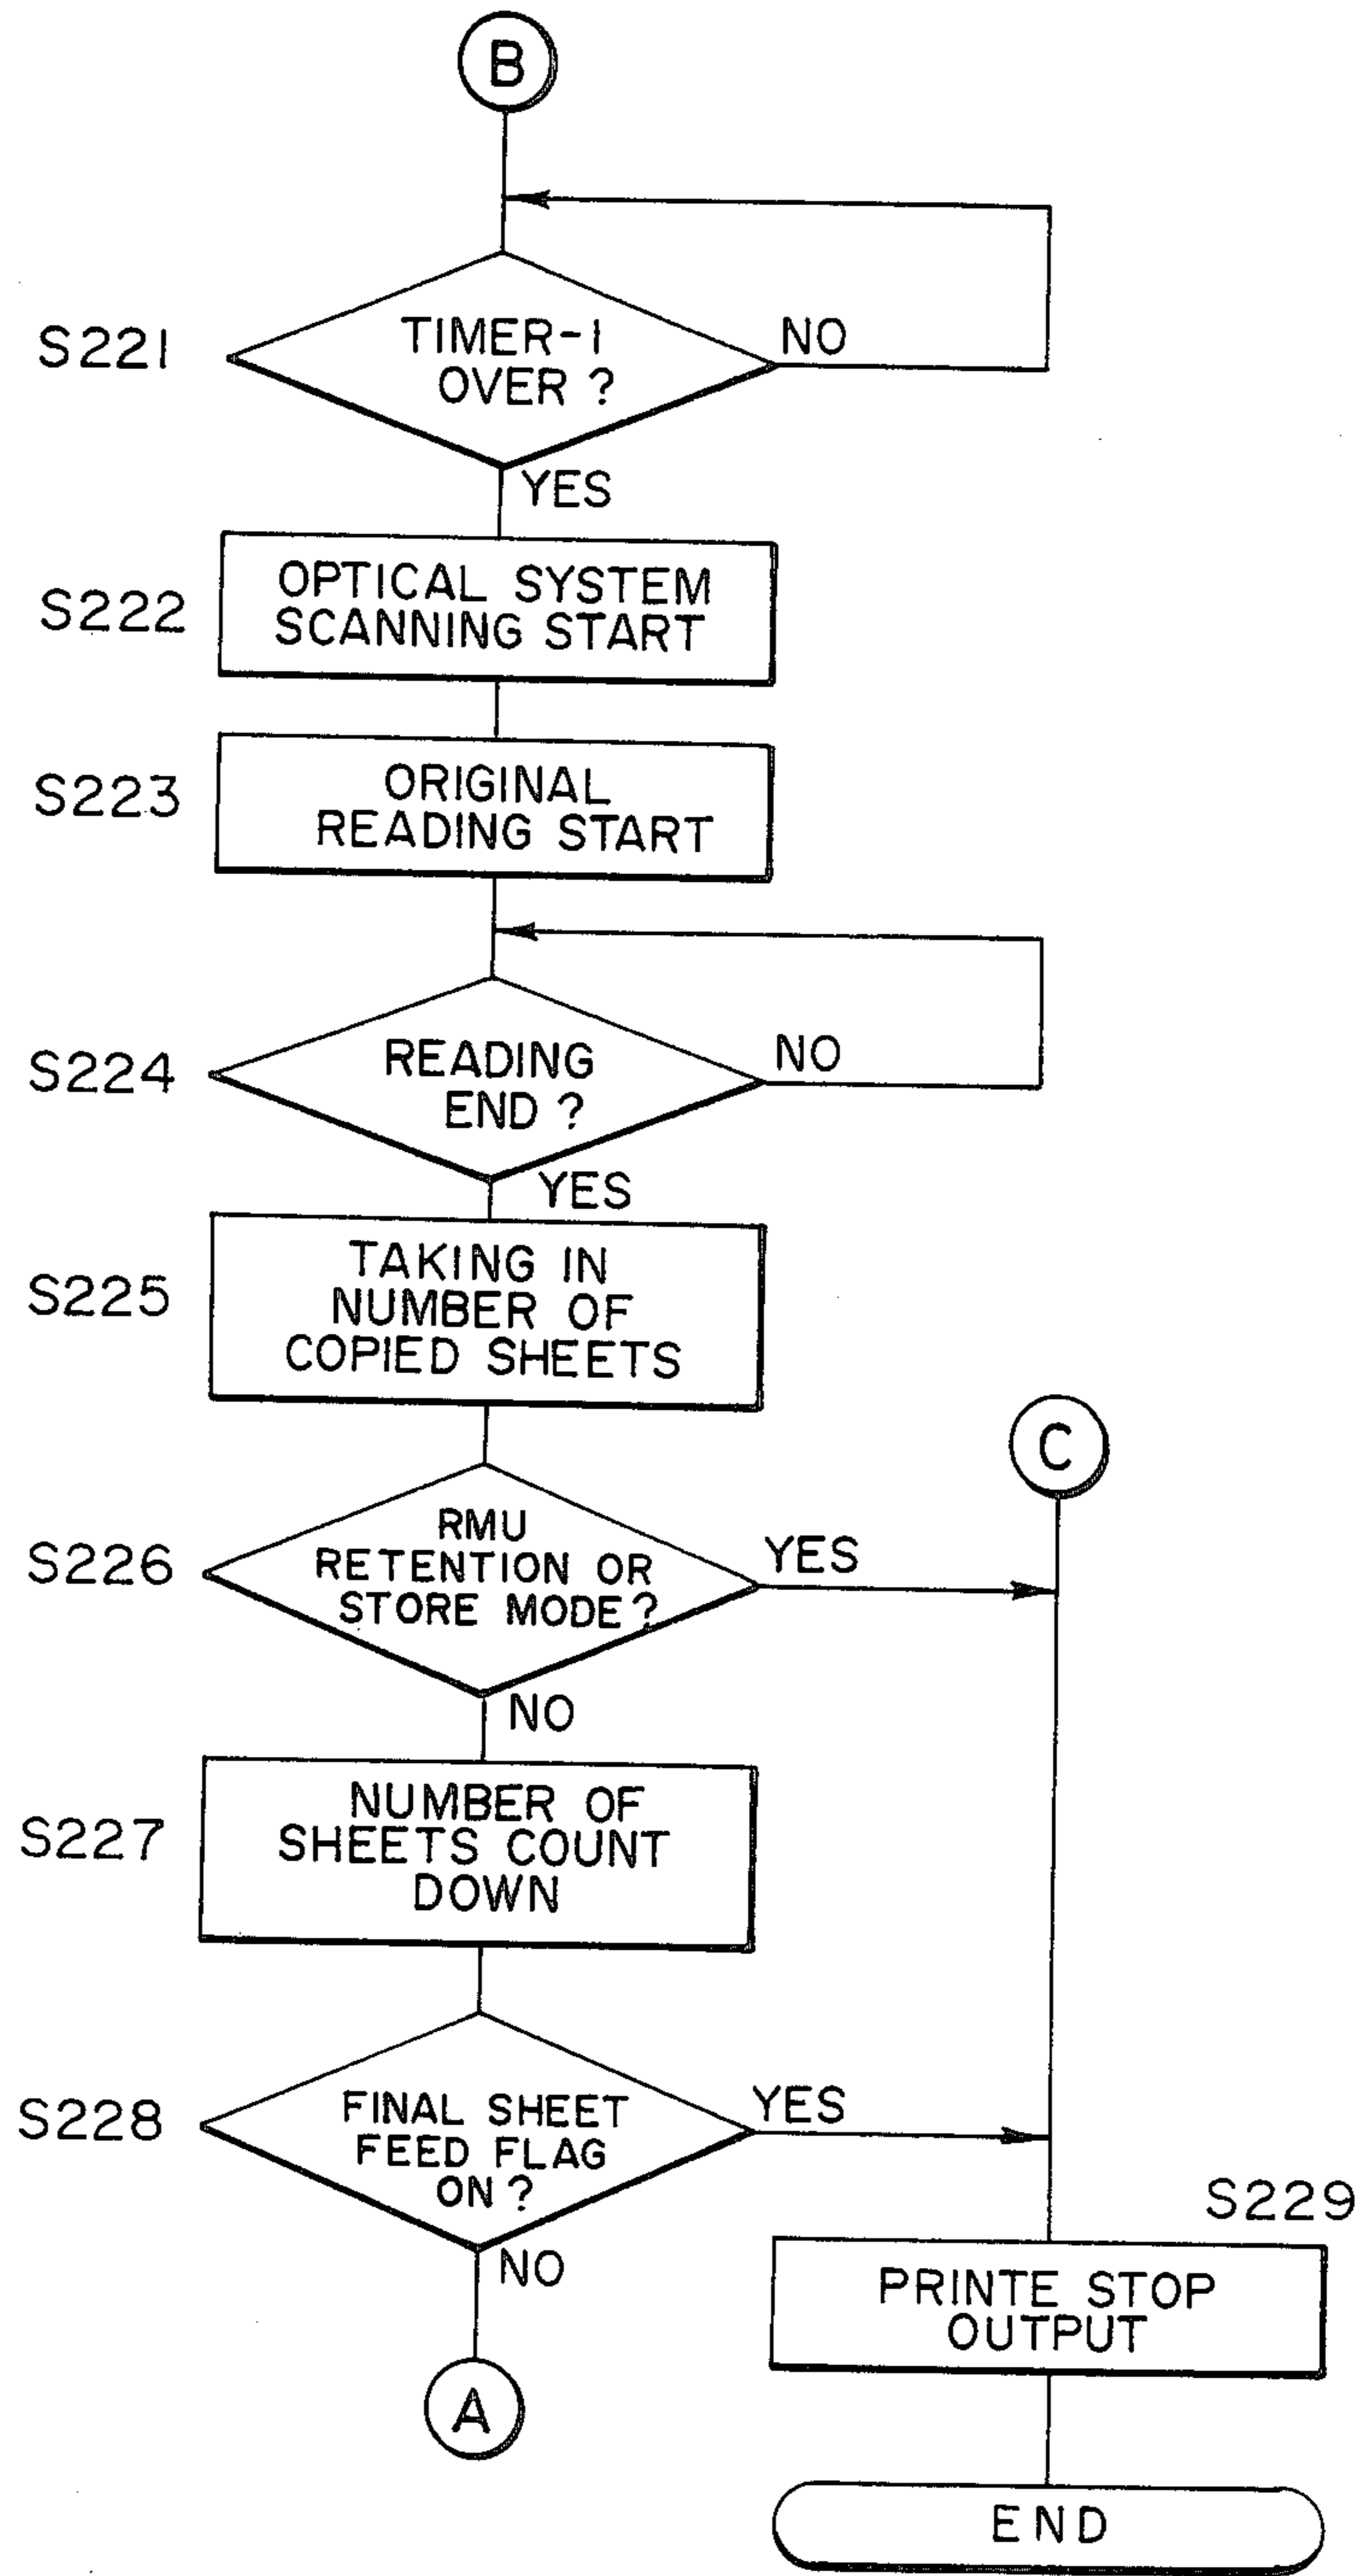 B
S221
TIMER-1
OVER ?
NO
YES
S222
OPTICAL SYSTEM
SCANNING START
S223
ORIGINAL
READING START
S224
READING
END ?
NO
YES
S225
TAKING IN
NUMBER OF
COPIED SHEETS
C
S226
RMU
RETENTION OR
STORE MODE ?
YES
NO
S227
NUMBER OF
SHEETS COUNT
DOWN
S228
FINAL SHEET
FEED FLAG
ON ?
YES
NO
S229
PRINTE STOP
OUTPUT
A
END